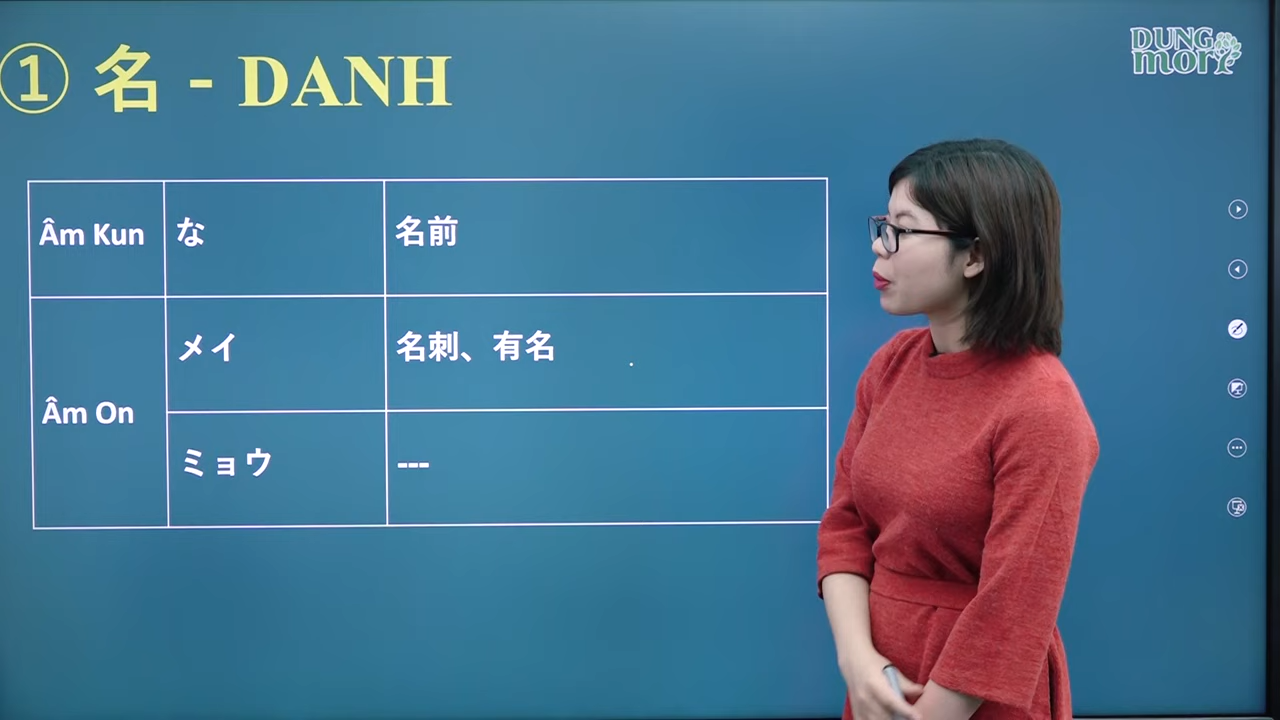 ① 名 - DANH
DUNG
mori
Âm Kun
な
名前
Âm On
メイ
名刺、有名
ミョウ
---